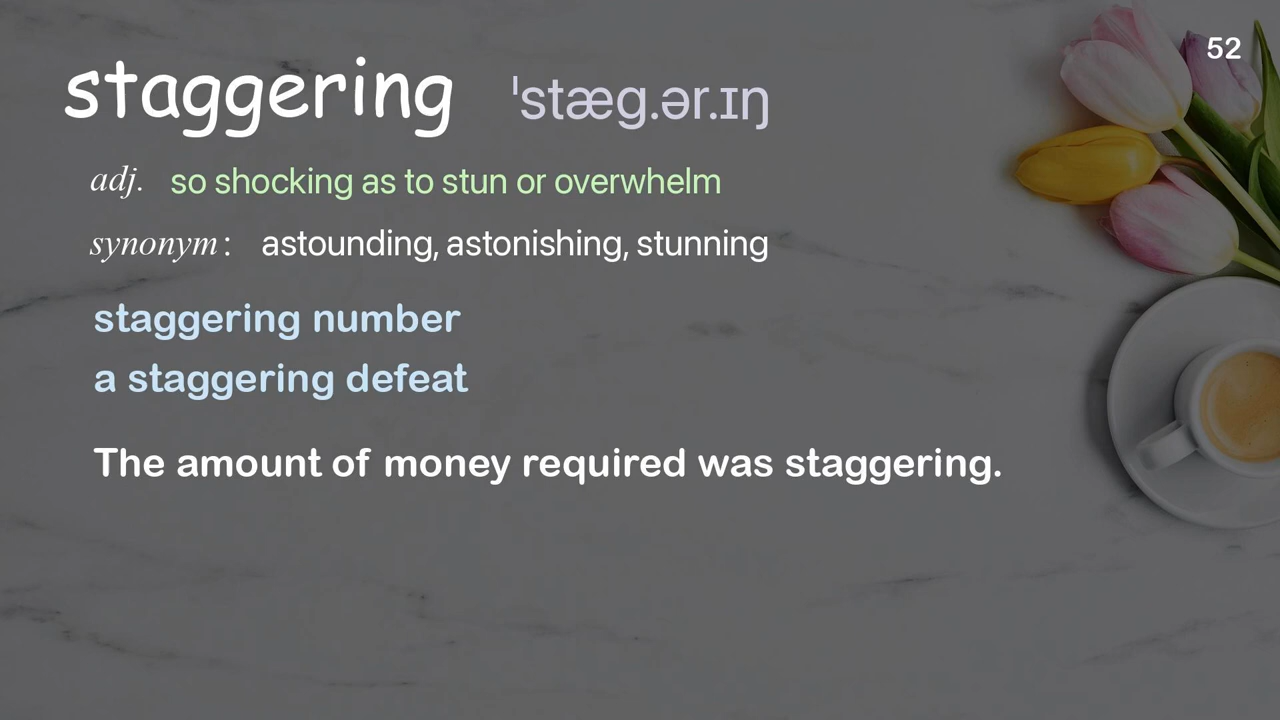 52
staggering ˈstæg.ər.ɪŋ
adj. so shocking as to stun or overwhelm
synonym: astounding, astonishing, stunning
staggering number
a staggering defeat
The amount of money required was staggering.